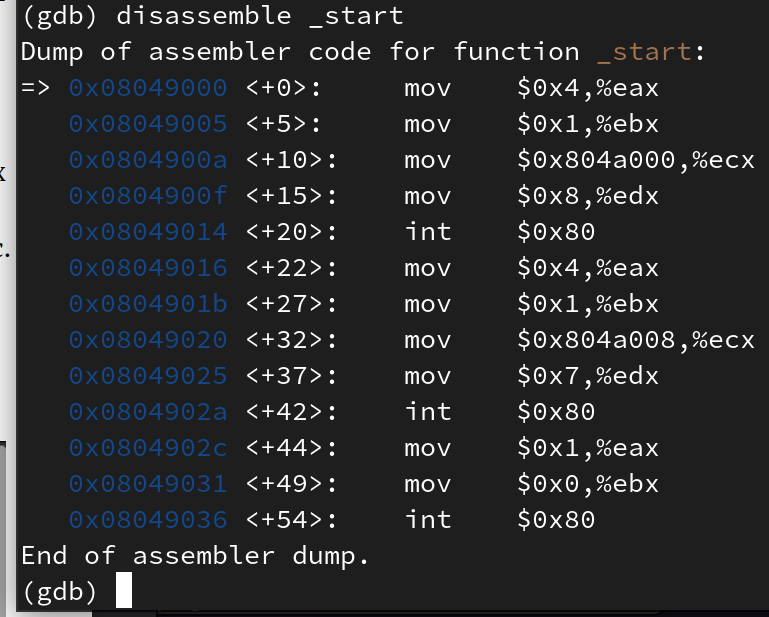 (gdb) disassemble _start
Dump of assembler code for function _start:
=> 0x08049000 <+0>:     mov    $0x4,%eax
   0x08049005 <+5>:     mov    $0x1,%ebx
   0x0804900a <+10>:    mov    $0x804a000,%ecx
   0x0804900f <+15>:    mov    $0x8,%edx
   0x08049014 <+20>:    int    $0x80
   0x08049016 <+22>:    mov    $0x4,%eax
   0x0804901b <+27>:    mov    $0x1,%ebx
   0x08049020 <+32>:    mov    $0x804a008,%ecx
   0x08049025 <+37>:    mov    $0x7,%edx
   0x0804902a <+42>:    int    $0x80
   0x0804902c <+44>:    mov    $0x1,%eax
   0x08049031 <+49>:    mov    $0x0,%ebx
   0x08049036 <+54>:    int    $0x80
End of assembler dump.
(gdb)